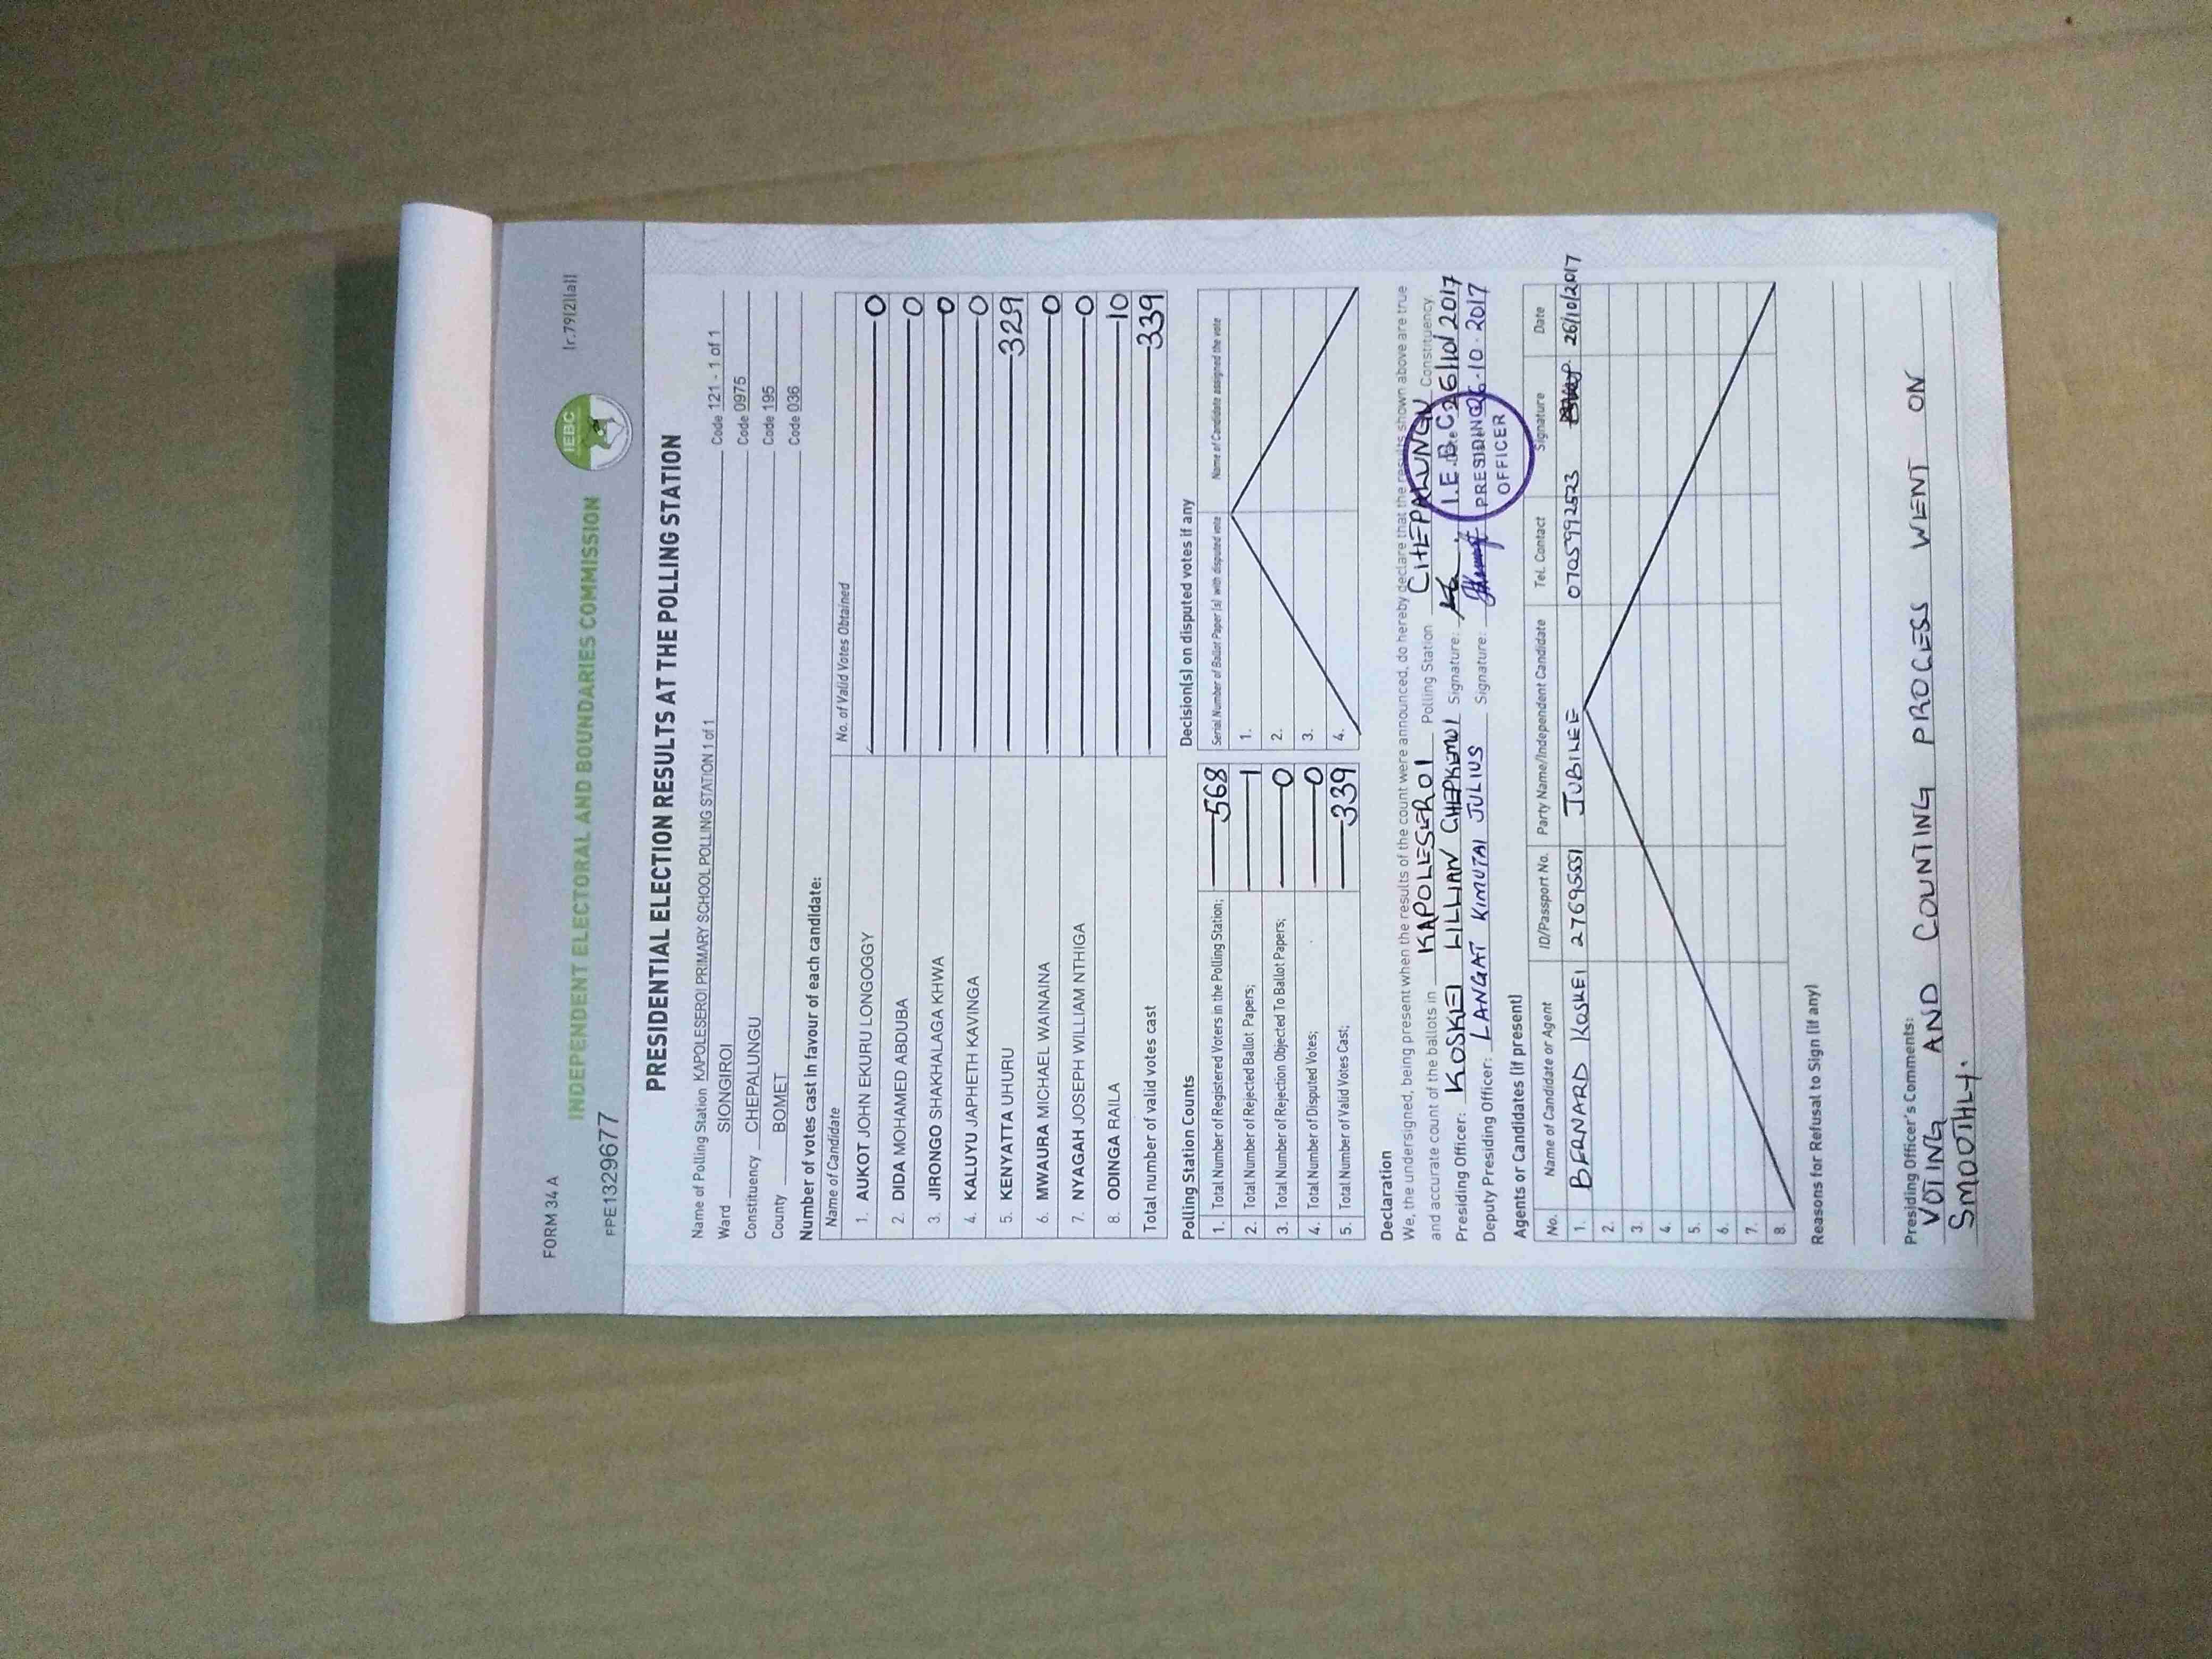 FORM 34 A
INDEPENDENT ELECTORAL AND BOUNDARIES COMMISSION
IEBC
(r.79(2)(a))
FPE1329677
PRESIDENTIAL ELECTION RESULTS AT THE POLLING STATION
Name of Polling Station KAPOLESEROI PRIMARY SCHOOL POLLING STATION 1 of 1 Code 121 - 1 of 1
Ward SIONGIROI Code 0975
Constituency CHEPALUNGU Code 195
County BOMET Code 036
Number of votes cast in favour of each candidate:
Name of Candidate No. of Valid Votes Obtained
1. AUKOT JOHN EKURU LONGOGGY 0
2. DIDA MOHAMED ABDUBA 0
3. JIRONGO SHAKHALAGA KHWA 0
4. KALUYU JAPHETH KAVINGA 0
5. KENYATTA UHURU 329
6. MWAURA MICHAEL WAINAINA 0
7. NYAGAH JOSEPH WILLIAM NTHIGA 0
8. ODINGA RAILA 10
Total number of valid votes cast 339
Polling Station Counts
1. Total Number of Registered Voters in the Polling Station; 568
2. Total Number of Rejected Ballot Papers; 1
3. Total Number of Rejection Objected To Ballot Papers; 0
4. Total Number of Disputed Votes; 0
5. Total Number of Valid Votes Cast; 339
Decision(s) on disputed votes if any
Serial Number of Ballot Paper (s) with disputed vote Name of Candidate assigned the vote
1.
2.
3.
4.
Declaration
We, the undersigned, being present when the results of the count were announced, do hereby declare that the results shown above are true
and accurate count of the ballots in KAPOLLESEROI Polling Station CHEPALUNGU Constituency.
Presiding Officer: KOSKEI LILLIAN CHEPKEMOI Signature: 26/10/2017
Deputy Presiding Officer: LANGAT KIMUTAI JULIUS Signature: 26-10-2017
I.E.B.C
PRESIDING
OFFICER
Agents or Candidates (if present)
No. Name of Candidate or Agent ID/Passport No. Party Name/Independent Candidate Tel. Contact Signature Date
1. BERNARD KOSKEI 27695551 JUBILEE 0705992523 26/10/2017
2.
3.
4.
5.
6.
7.
8.
Reasons for Refusal to Sign (if any)
Presiding Officer's Comments:
VOTING AND COUNTING PROCESS WENT ON
SMOOTHLY.